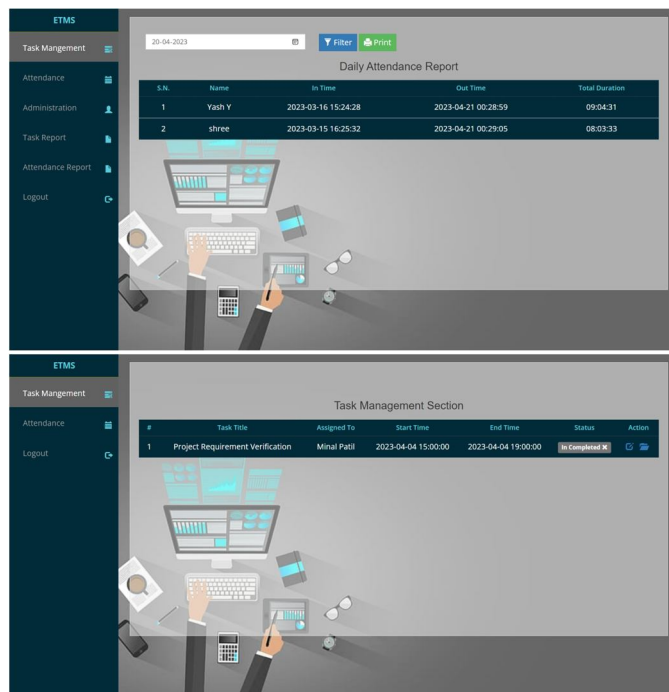 ETMS
Task Mangement
Attendance
Administration
Task Report
Attendance Report
Logout
20-04-2023 Filter Print
Daily Attendance Report
S.N. Name In Time Out Time Total Duration
1 Yash Y 2023-03-16 15:24:28 2023-04-21 00:28:59 09:04:31
2 shree 2023-03-15 16:25:32 2023-04-21 00:29:05 08:03:33
ETMS
Task Mangement
Attendance
Logout
Task Management Section
# Task Title Assigned To Start Time End Time Status Action
1 Project Requirement Verification Minal Patil 2023-04-04 15:00:00 2023-04-04 19:00:00 In Completed